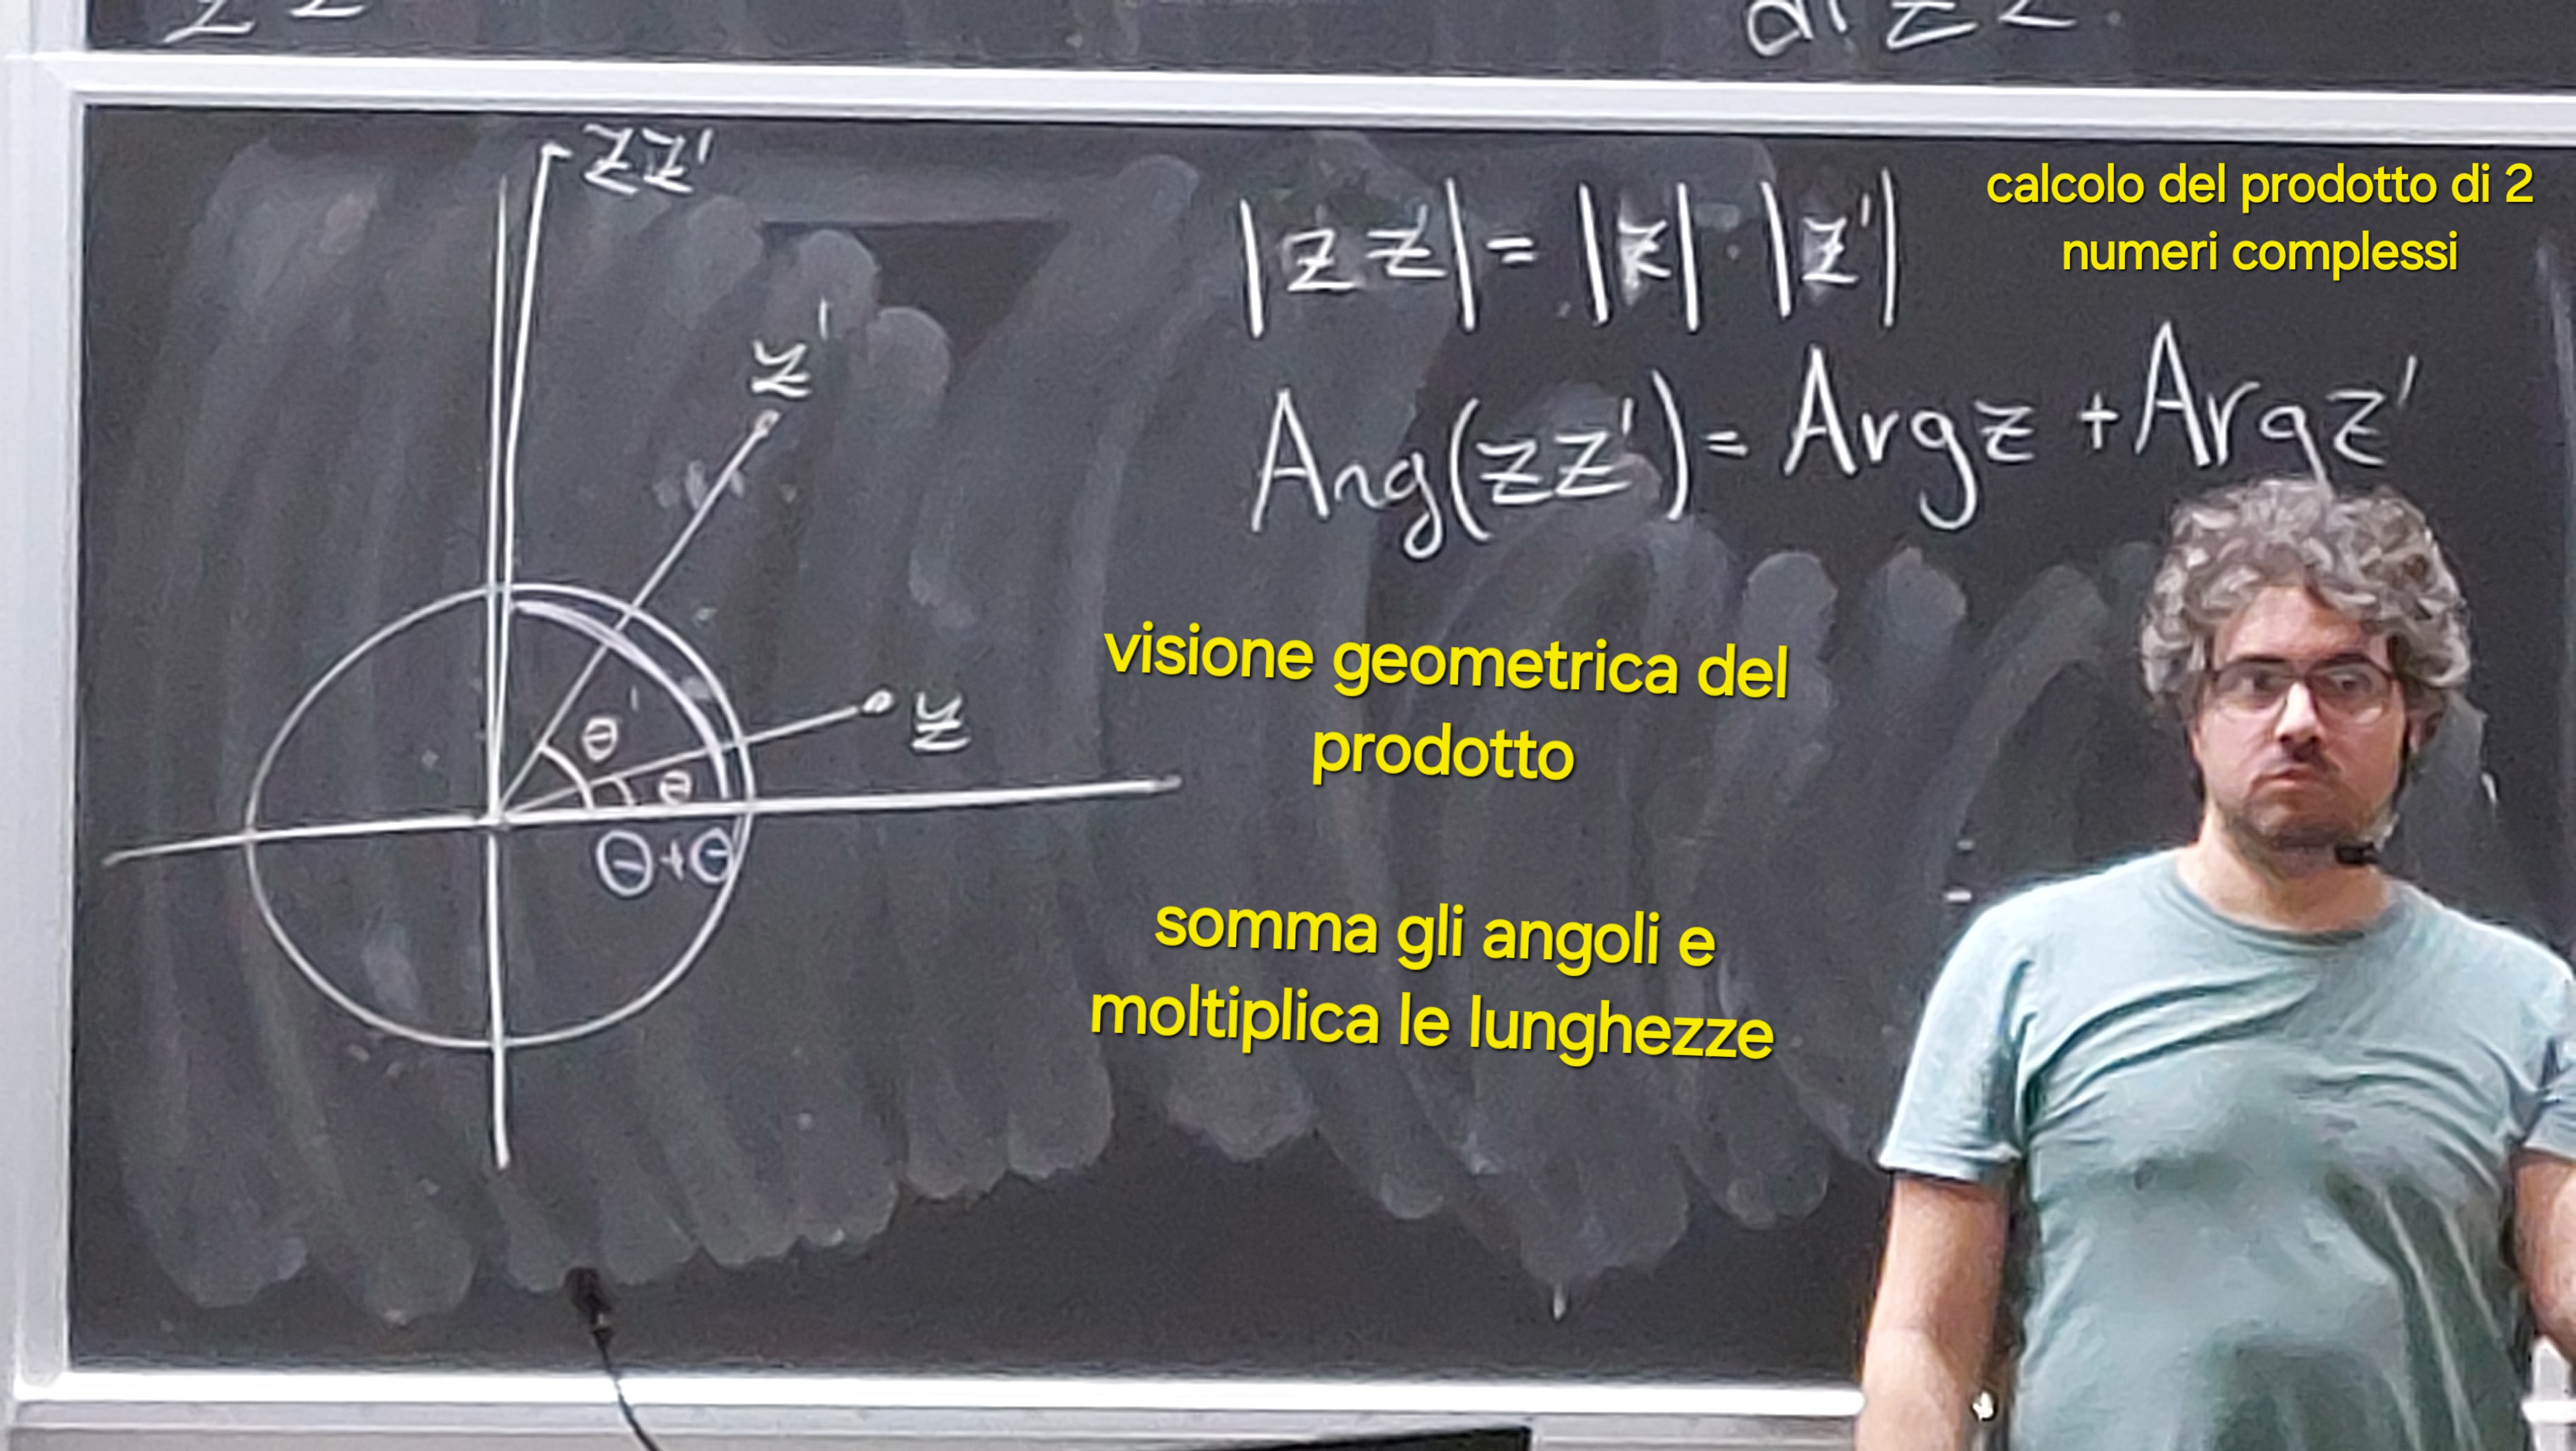 di z z
zz'
z'
z
θ'
θ
θ+θ
|zz'| = |z| · |z'|
Arg(zz') = Arg z + Arg z'
calcolo del prodotto di 2
numeri complessi
visione geometrica del
prodotto
somma gli angoli e
moltiplica le lunghezze